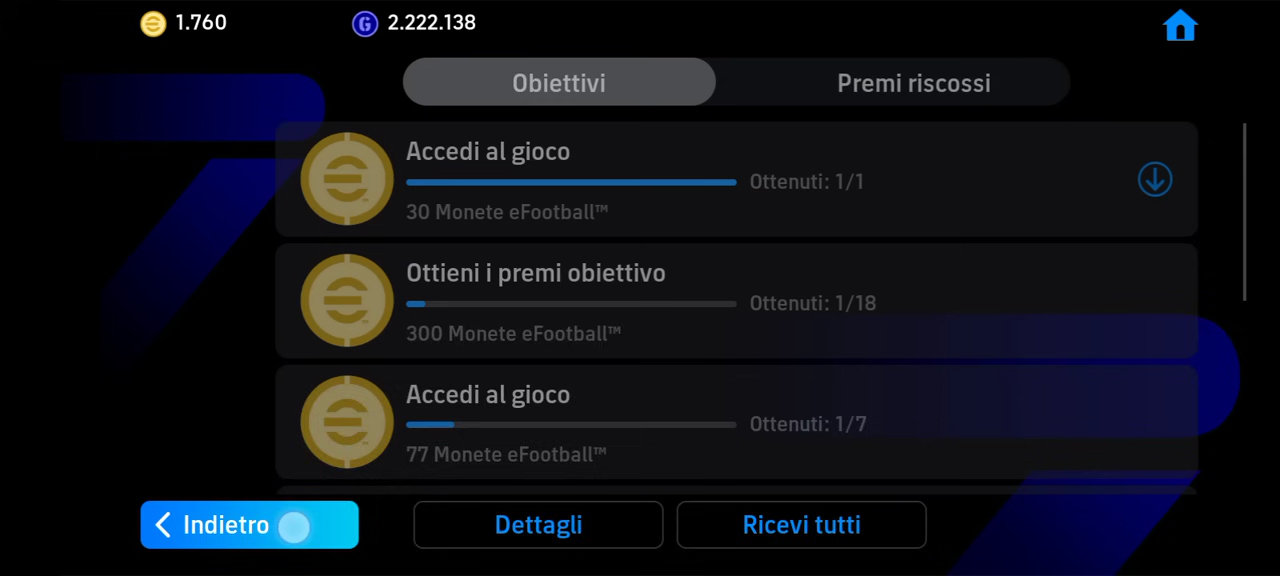 1.760
2.222.138
Obiettivi
Premi riscossi
Accedi al gioco
Ottenuti: 1/1
30 Monete eFootball™
Ottieni i premi obiettivo
Ottenuti: 1/18
300 Monete eFootball™
Accedi al gioco
Ottenuti: 1/7
77 Monete eFootball™
Indietro
Dettagli
Ricevi tutti